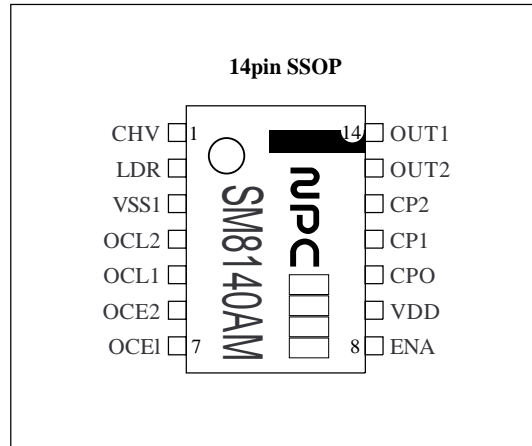 14pin SSOP
CHV 1 14 OUT1
LDR OUT2
VSS1 CP2
OCL2 CP1
OCL1 CPO
OCE2 VDD
OCE1 7 8 ENA
NPC
SM8140AM